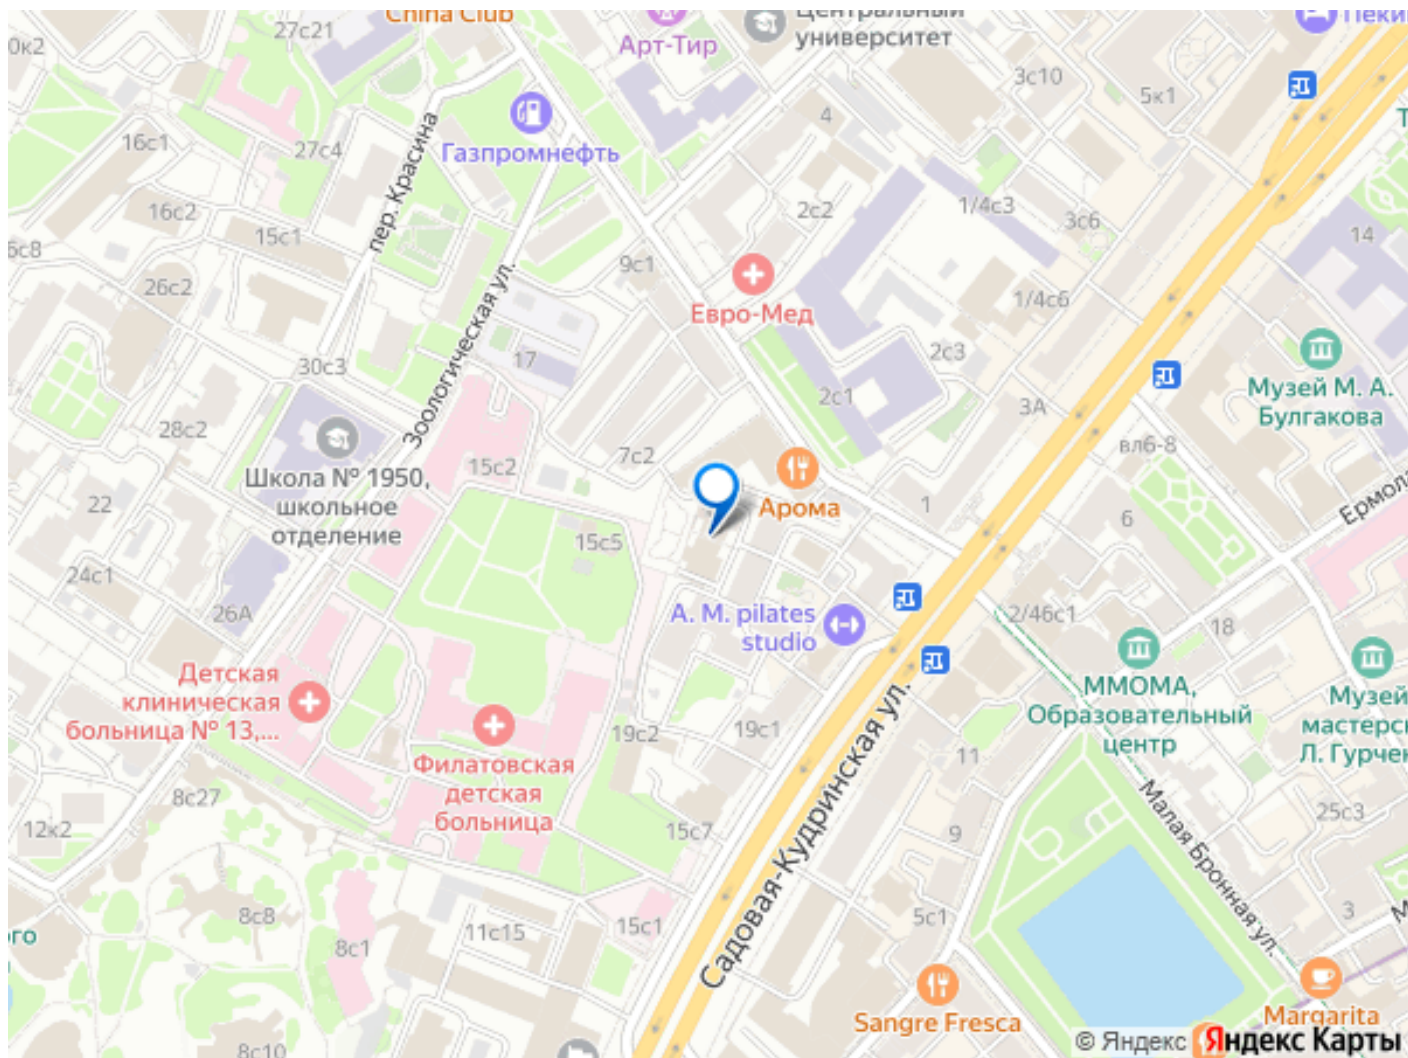 China Club
27с21
0к2
Арт-Тир
Центральный
университет
Пеки
3с10
5к1
4
Газпромнефть
16с1
27с4
пер. Красина
16с2
15с1
2с2
1/4с3
3с6
14
5с8
26с2
9с1
Зоологическая ул.
Евро-Мед
1/4с6
17
30с3
2с3
2с1
3А
Музей М. А.
Булгакова
28с2
Школа № 1950,
школьное
отделение
15с2
7с2
вл6-8
22
Арома
1
6
Ермола
15с5
24с1
26А
A. M. pilates
studio
2/46с1
18
Детская
клиническая
больница № 13,...
ММОМА,
Образовательный
центр
Музей
мастерс
Л. Гурчен
19с2
19с1
11
Филатовская
детская
больница
Садовая-Кудринская ул.
Малая Бронная ул.
8с27
12к2
15с7
9
25с3
8с8
ого
8с1
11с15
15с1
5с1
3
Sangre Fresca
Margarita
8с10
© Яндекс
Яндекс Карты